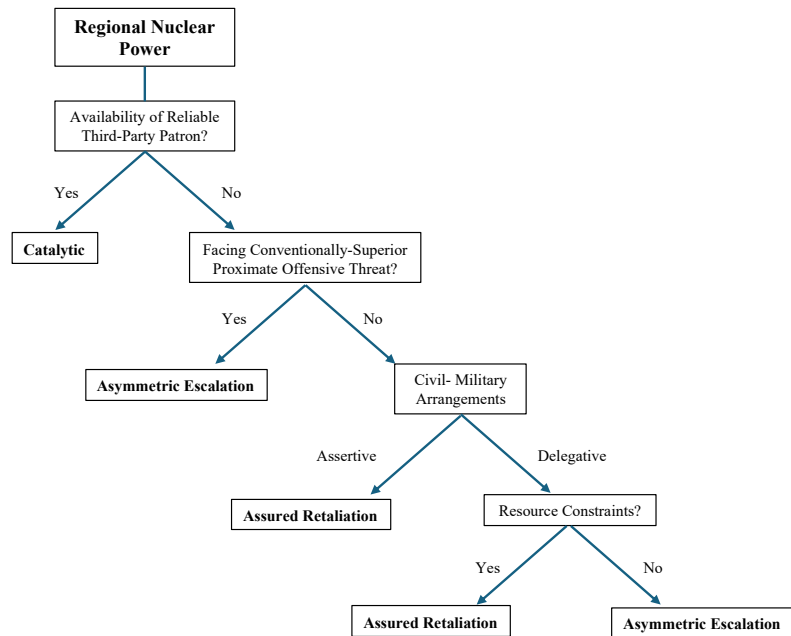 Regional Nuclear
Power
Availability of Reliable
Third-Party Patron?
Yes
No
Catalytic
Facing Conventionally-Superior
Proximate Offensive Threat?
Yes
No
Asymmetric Escalation
Civil- Military
Arrangements
Assertive
Delegative
Assured Retaliation
Resource Constraints?
Yes
No
Assured Retaliation
Asymmetric Escalation